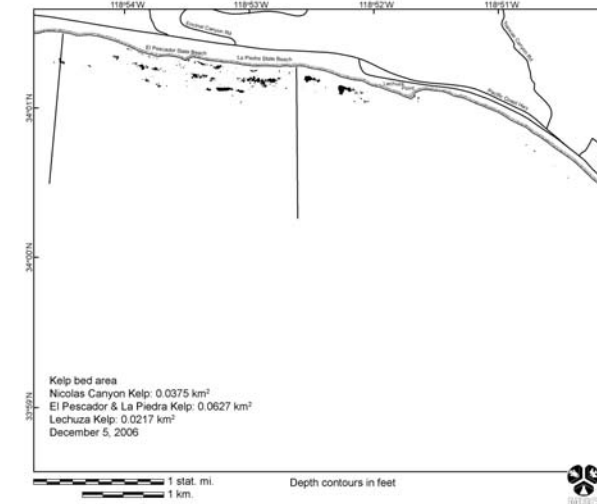 118°54'W 118°53'W 118°52'W 118°51'W
Encinal Canyon Rd
El Pescador State Beach
La Piedra State Beach
Lechuza Point
Pacific Coast Hwy
34°01'N
34°00'N
33°59'N
Kelp bed area
Nicolas Canyon Kelp: 0.0375 km²
El Pescador & La Piedra Kelp: 0.0627 km²
Lechuza Kelp: 0.0217 km²
December 5, 2006
1 stat. mi.
Depth contours in feet
1 km.